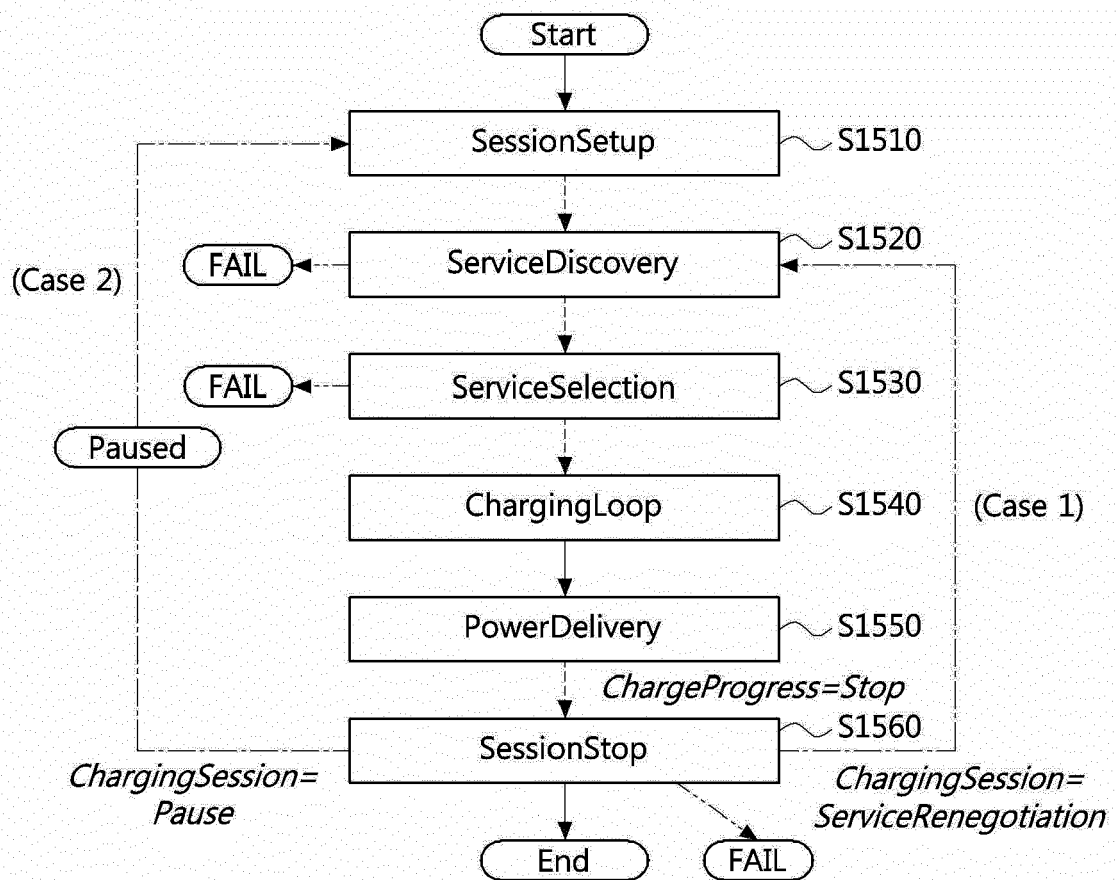 Start
SessionSetup
S1510
S1520
FAIL
ServiceDiscovery
(Case 2)
FAIL
ServiceSelection
S1530
Paused
ChargingLoop
S1540
(Case 1)
PowerDelivery
S1550
ChargeProgress=Stop
S1560
SessionStop
ChargingSession=
Pause
ChargingSession=
ServiceRenegotiation
End
FAIL